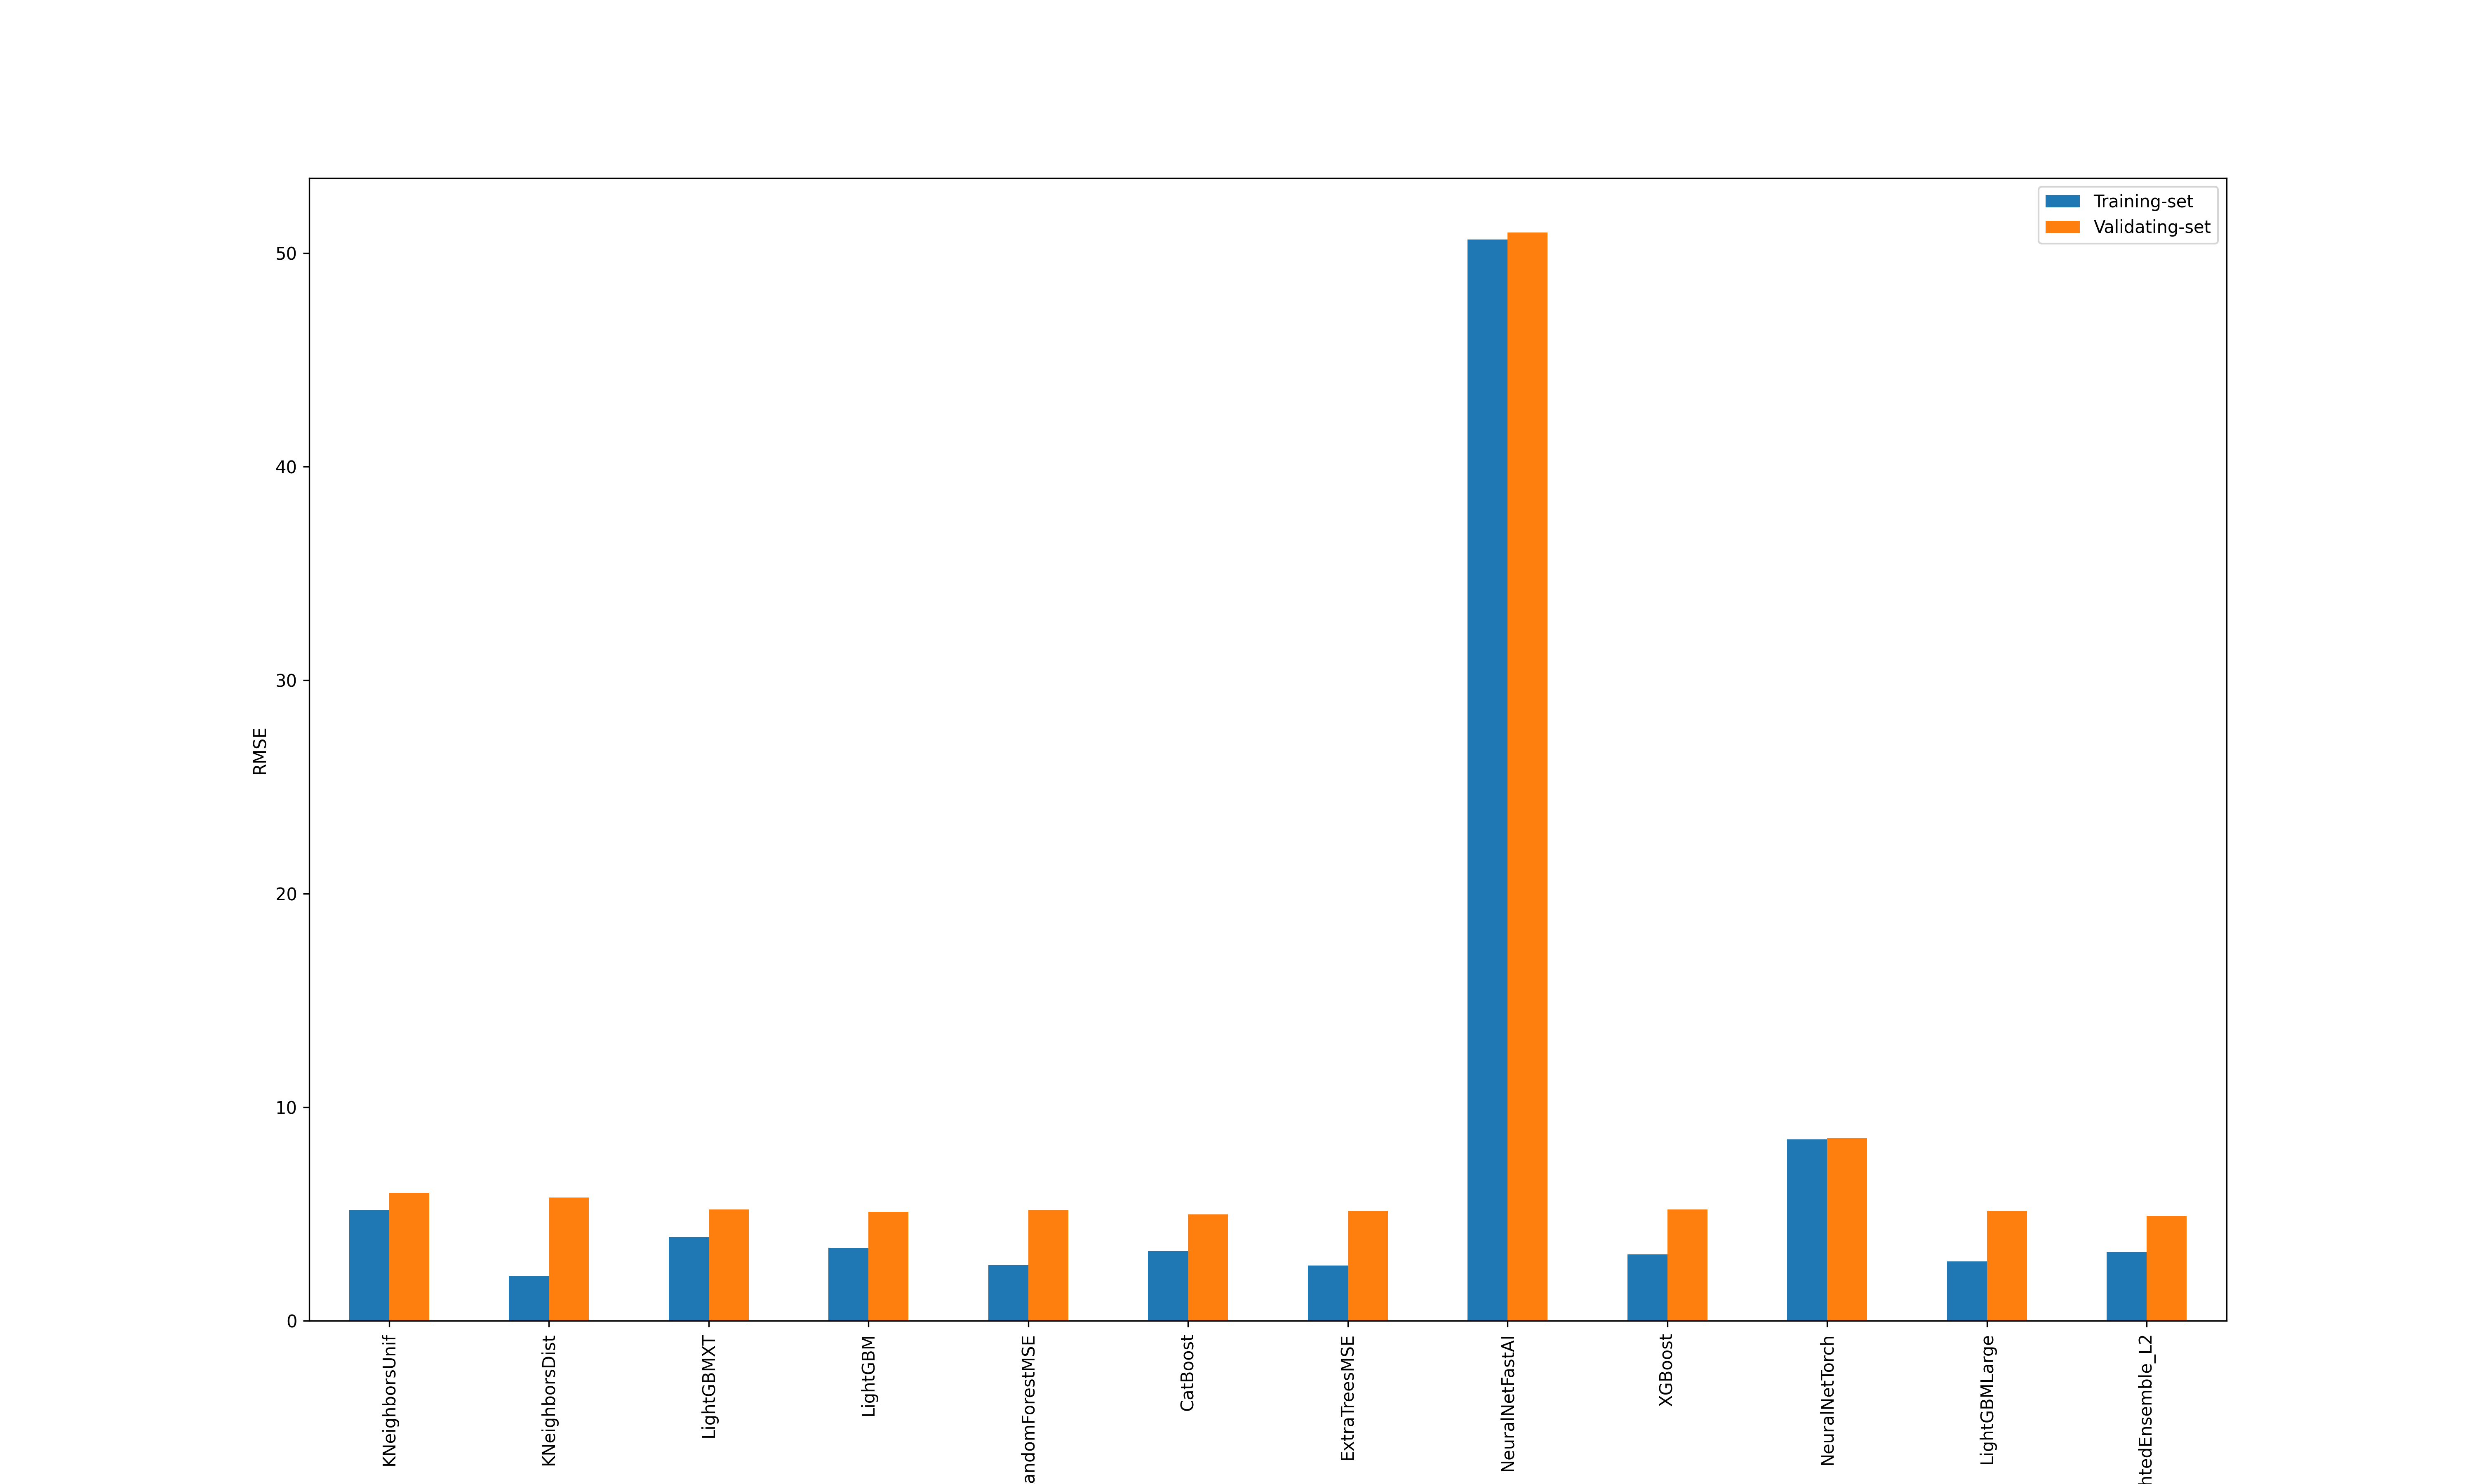 Training-set
Validating-set
50
40
30
20
10
0
RMSE
KNeighborsUnif
KNeighborsDist
LightGBMXT
LightGBM
andomForestMSE
CatBoost
ExtraTreesMSE
NeuralNetFastAI
XGBoost
NeuralNetTorch
LightGBMLarge
htedEnsemble_L2